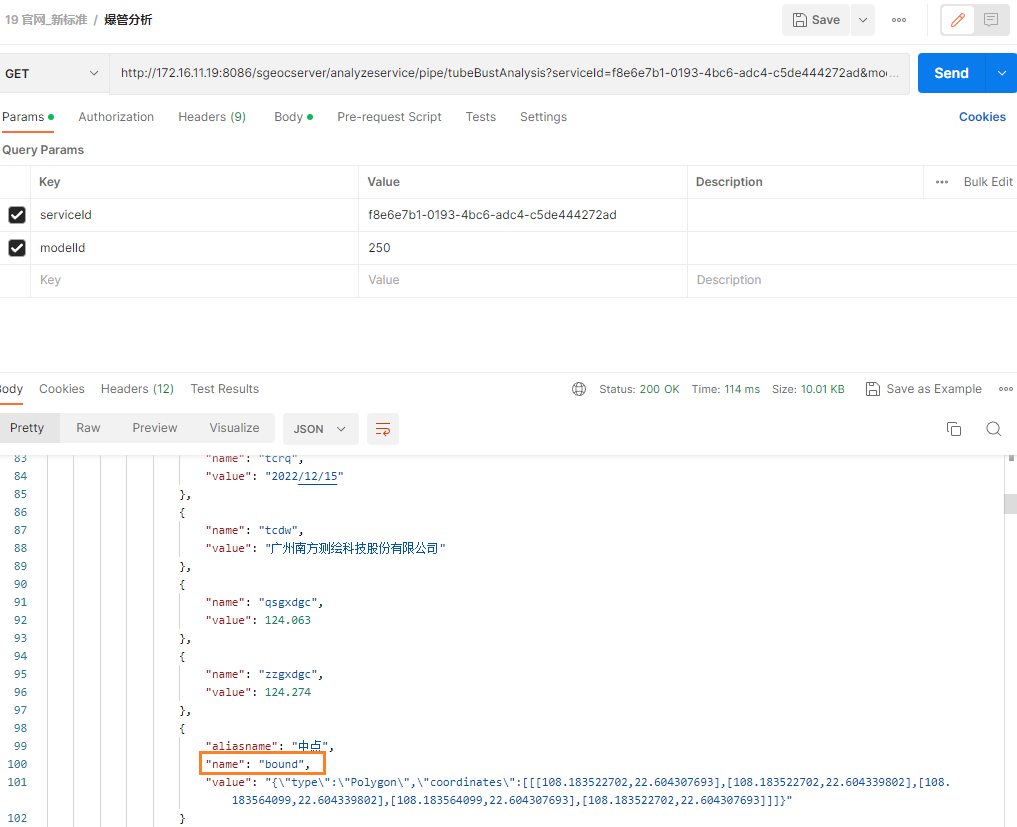 19 官网_新标准 / 爆管分析
Save
GET
http://172.16.11.19:8086/sgeocserver/analyzeservice/pipe/tubeBustAnalysis?serviceId=f8e6e7b1-0193-4bc6-adc4-c5de444272ad&mo...
Send
Params
Authorization
Headers (9)
Body
Pre-request Script
Tests
Settings
Cookies
Query Params
Key Value Description
Bulk Edit
serviceId f8e6e7b1-0193-4bc6-adc4-c5de444272ad
modelId 250
Key Value Description
ody Cookies Headers (12) Test Results
Status: 200 OK Time: 114 ms Size: 10.01 KB Save as Example
Pretty Raw Preview Visualize JSON
83 "name": "tcrq",
84 "value": "2022/12/15"
85 },
86 {
87 "name": "tcdw",
88 "value": "广州南方测绘科技股份有限公司"
89 },
90 {
91 "name": "qsgxdgc",
92 "value": 124.063
93 },
94 {
95 "name": "zzgxdgc",
96 "value": 124.274
97 },
98 {
99 "aliasname": "中点",
100 "name": "bound",
101 "value": "{\"type\":\"Polygon\",\"coordinates\":[[[108.183522702,22.604307693],[108.183522702,22.604339802],[108.
183564099,22.604339802],[108.183564099,22.604307693],[108.183522702,22.604307693]]]}"
102 }